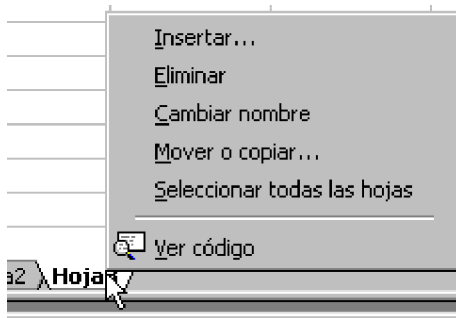 Insertar...
Eliminar
Cambiar nombre
Mover o copiar...
Seleccionar todas las hojas
Ver código
a2 Hoja